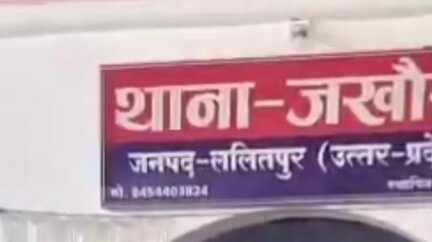 थाना-जखौ
जनपद-ललितपुर (उत्तर-प्रदे
मो. 9454403824